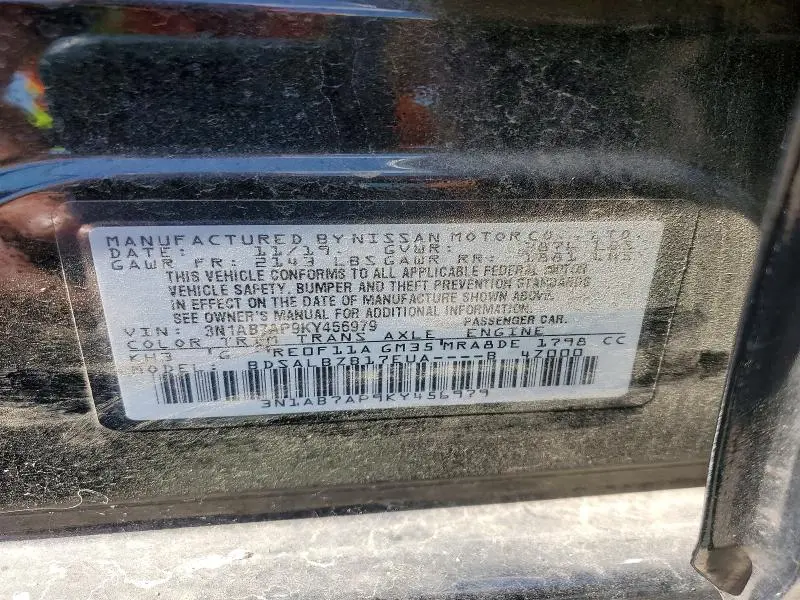 MANUFACTURED BY NISSAN MOTOR CO., LTD.
DATE: 11/19 GVWR:
GAWR FR: 2143 LBS GAWR RR: 1881 LBS
THIS VEHICLE CONFORMS TO ALL APPLICABLE FEDERAL MOTOR
VEHICLE SAFETY, BUMPER AND THEFT PREVENTION STANDARDS
IN EFFECT ON THE DATE OF MANUFACTURE SHOWN ABOVE.
SEE OWNER'S MANUAL FOR ADDITIONAL INFORMATION
VIN: 3N1AB7AP9KY456979 PASSENGER CAR.
COLOR TRIM TRANS AXLE ENGINE
KH3 G RE0F11A GM35 MRA8DE 1798 CC
MODEL: BDSALBZB17EUA----B 4Z000
3N1AB7AP9KY456979